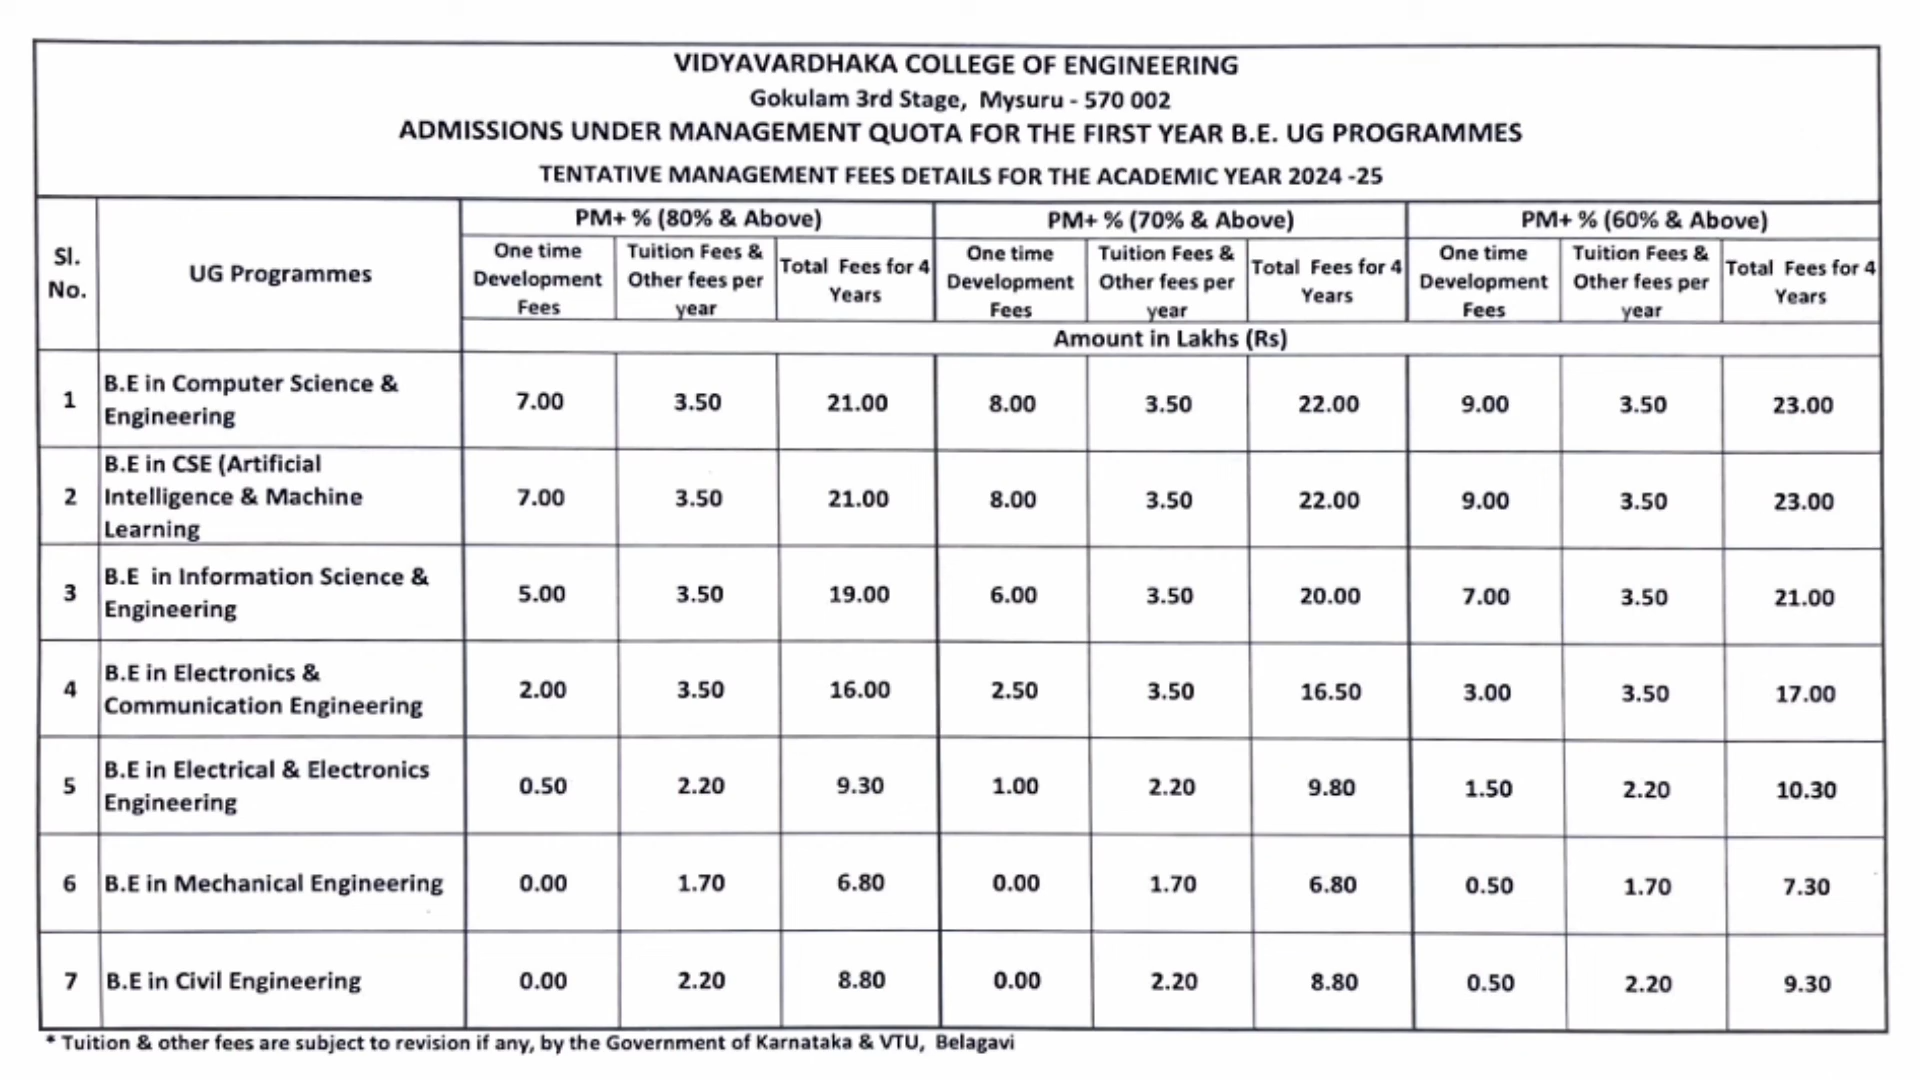 VIDYAVARDHAKA COLLEGE OF ENGINEERING
Gokulam 3rd Stage, Mysuru - 570 002
ADMISSIONS UNDER MANAGEMENT QUOTA FOR THE FIRST YEAR B.E. UG PROGRAMMES
TENTATIVE MANAGEMENT FEES DETAILS FOR THE ACADEMIC YEAR 2024 -25
Sl. No. UG Programmes PM+ % (80% & Above) PM+ % (70% & Above) PM+ % (60% & Above)
One time Development Fees Tuition Fees & Other fees per year Total Fees for 4 Years One time Development Fees Tuition Fees & Other fees per year Total Fees for 4 Years One time Development Fees Tuition Fees & Other fees per year Total Fees for 4 Years
Amount in Lakhs (Rs)
1 B.E in Computer Science & Engineering 7.00 3.50 21.00 8.00 3.50 22.00 9.00 3.50 23.00
2 B.E in CSE (Artificial Intelligence & Machine Learning 7.00 3.50 21.00 8.00 3.50 22.00 9.00 3.50 23.00
3 B.E in Information Science & Engineering 5.00 3.50 19.00 6.00 3.50 20.00 7.00 3.50 21.00
4 B.E in Electronics & Communication Engineering 2.00 3.50 16.00 2.50 3.50 16.50 3.00 3.50 17.00
5 B.E in Electrical & Electronics Engineering 0.50 2.20 9.30 1.00 2.20 9.80 1.50 2.20 10.30
6 B.E in Mechanical Engineering 0.00 1.70 6.80 0.00 1.70 6.80 0.50 1.70 7.30
7 B.E in Civil Engineering 0.00 2.20 8.80 0.00 2.20 8.80 0.50 2.20 9.30
* Tuition & other fees are subject to revision if any, by the Government of Karnataka & VTU, Belagavi